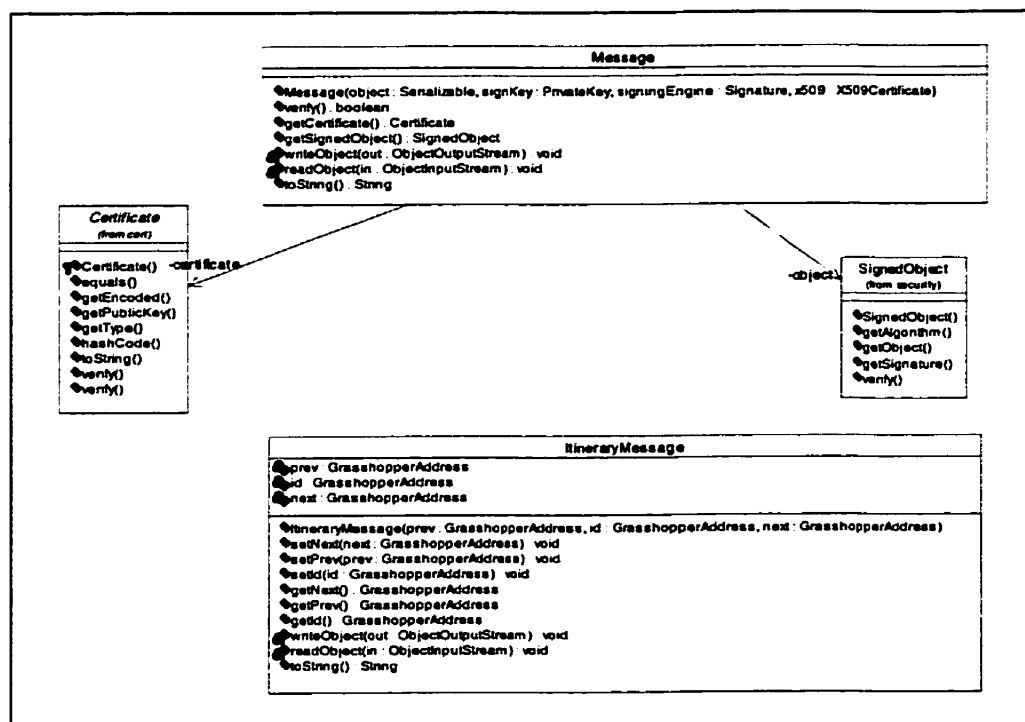 Message
Message(object : Serializable, signKey : PrivateKey, signingEngine : Signature, x509 : X509Certificate)
verify() : boolean
getCertificate() : Certificate
getSignedObject() : SignedObject
writeObject(out : ObjectOutputStream) : void
readObject(in : ObjectInputStream) : void
toString() : String
Certificate
(from cert)
Certificate()
equals()
getEncoded()
getPublicKey()
getType()
hashCode()
toString()
verify()
verify()
-certificate
-object
SignedObject
(from security)
SignedObject()
getAlgorithm()
getObject()
getSignature()
verify()
ItineraryMessage
prev : GrasshopperAddress
id : GrasshopperAddress
next : GrasshopperAddress
ItineraryMessage(prev : GrasshopperAddress, id : GrasshopperAddress, next : GrasshopperAddress)
setNext(next : GrasshopperAddress) : void
setPrev(prev : GrasshopperAddress) : void
setId(id : GrasshopperAddress) : void
getNext() : GrasshopperAddress
getPrev() : GrasshopperAddress
getId() : GrasshopperAddress
writeObject(out : ObjectOutputStream) : void
readObject(in : ObjectInputStream) : void
toString() : String